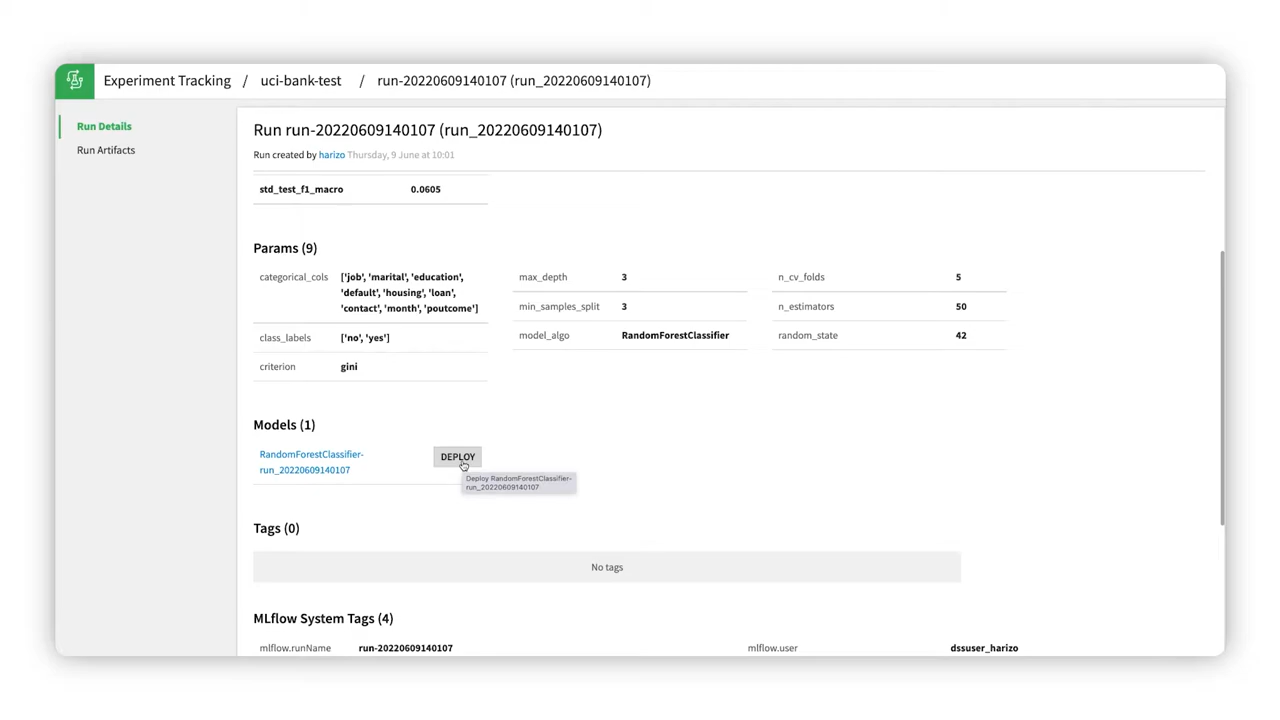 Experiment Tracking / uci-bank-test / run-20220609140107 (run_20220609140107)
Run Details
Run Artifacts
Run run-20220609140107 (run_20220609140107)
Run created by harizo Thursday, 9 June at 10:01
std_test_f1_macro 0.0605
Params (9)
categorical_cols ['job', 'marital', 'education',
'default', 'housing', 'loan',
'contact', 'month', 'poutcome']
class_labels ['no', 'yes']
criterion gini
max_depth 3
min_samples_split 3
model_algo RandomForestClassifier
n_cv_folds 5
n_estimators 50
random_state 42
Models (1)
RandomForestClassifier-
run_20220609140107
DEPLOY
Deploy RandomForestClassifier-
run_20220609140107
Tags (0)
No tags
MLflow System Tags (4)
mlflow.runName run-20220609140107
mlflow.user dssuser_harizo